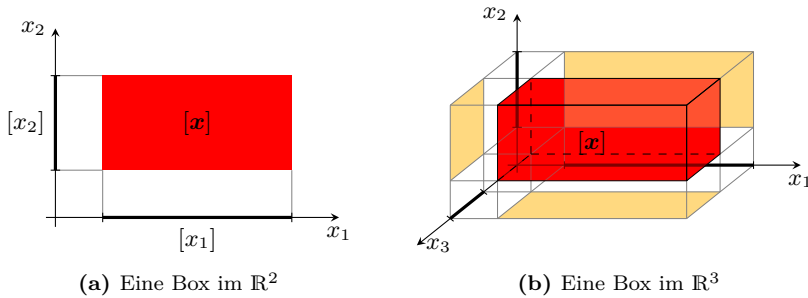 x₂
[x₂]
[x]
[x₁]
x₁
(a) Eine Box im ℝ²
x₂
[x]
x₁
x₃
(b) Eine Box im ℝ³